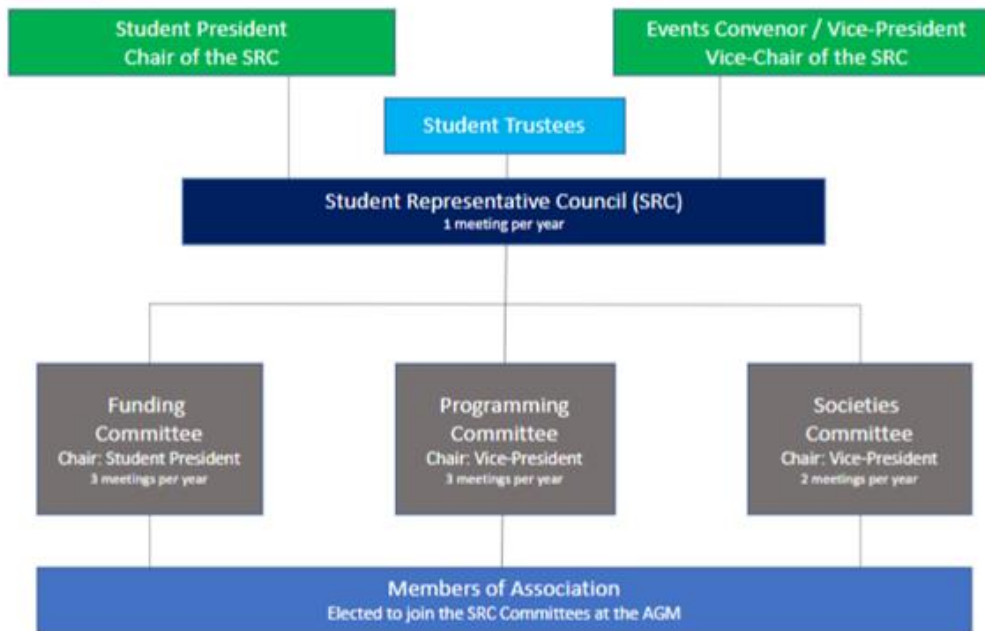 Student President
Chair of the SRC
Events Convenor / Vice-President
Vice-Chair of the SRC
Student Trustees
Student Representative Council (SRC)
1 meeting per year
Funding
Committee
Chair: Student President
3 meetings per year
Programming
Committee
Chair: Vice-President
3 meetings per year
Societies
Committee
Chair: Vice-President
2 meetings per year
Members of Association
Elected to join the SRC Committees at the AGM